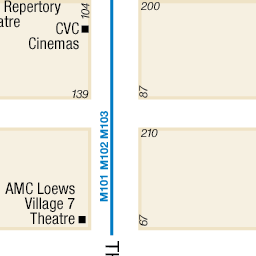 Repertory
atre
104
CVC
Cinemas
200
139
87
M101 M102 M103
210
AMC Loews
Village 7
Theatre
67